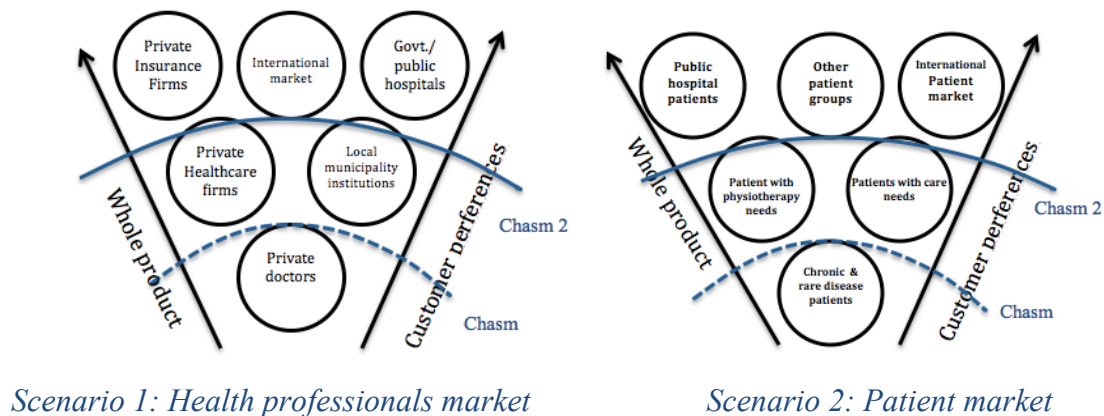 Private
Insurance
Firms
International
market
Govt./
public
hospitals
Private
Healthcare
firms
Local
municipality
institutions
Private
doctors
Whole product
Customer perferences
Chasm 2
Chasm
Scenario 1: Health professionals market
Public
hospital
patients
Other
patient
groups
International
Patient
market
Patient with
physiotherapy
needs
Patients with care
needs
Chronic &
rare disease
patients
Whole product
Customer perferences
Chasm 2
Chasm
Scenario 2: Patient market